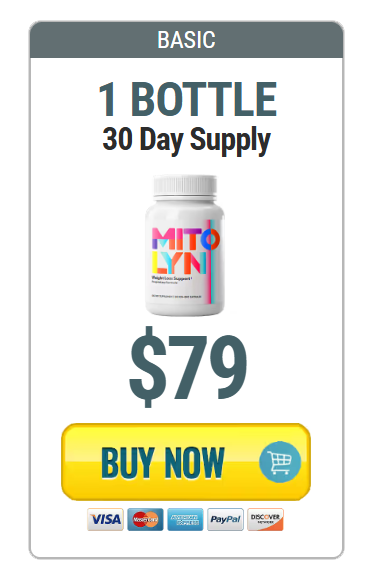 BASIC
1 BOTTLE
30 Day Supply
MITO
LYN
Weight Loss Support
$79
BUY NOW
VISA
MasterCard
AMERICAN
EXPRESS
PayPal
DISCOVER
NETWORK